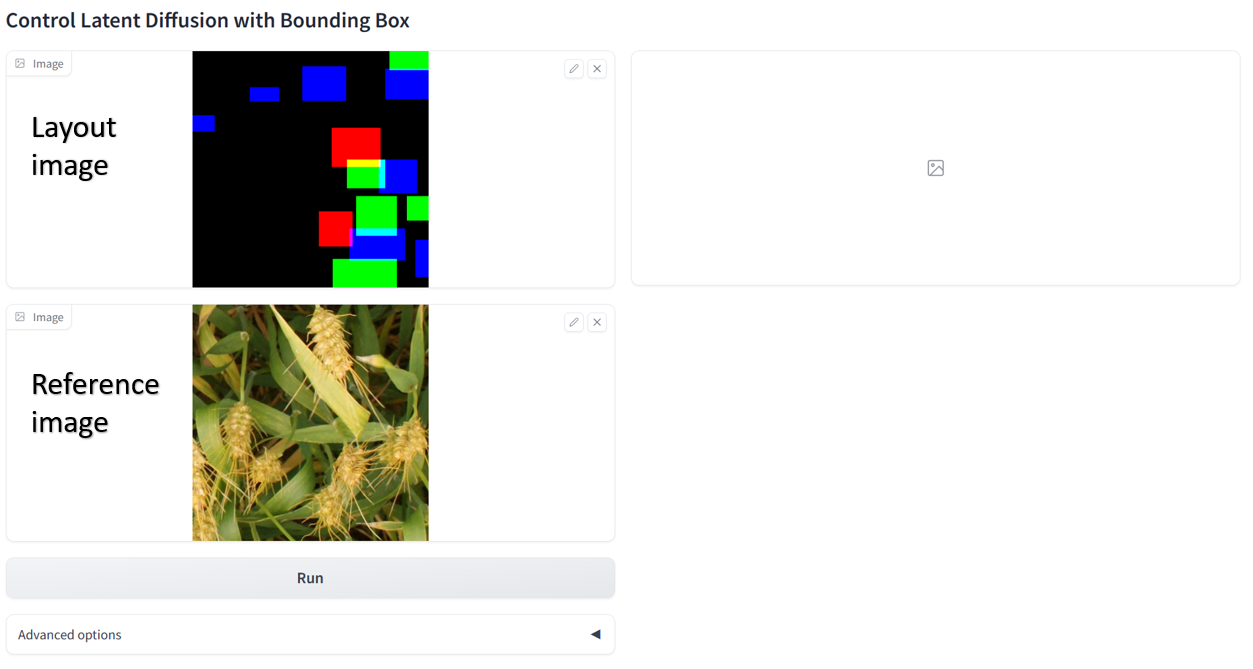 Control Latent Diffusion with Bounding Box
Image
Layout
image
Image
Reference
image
Run
Advanced options